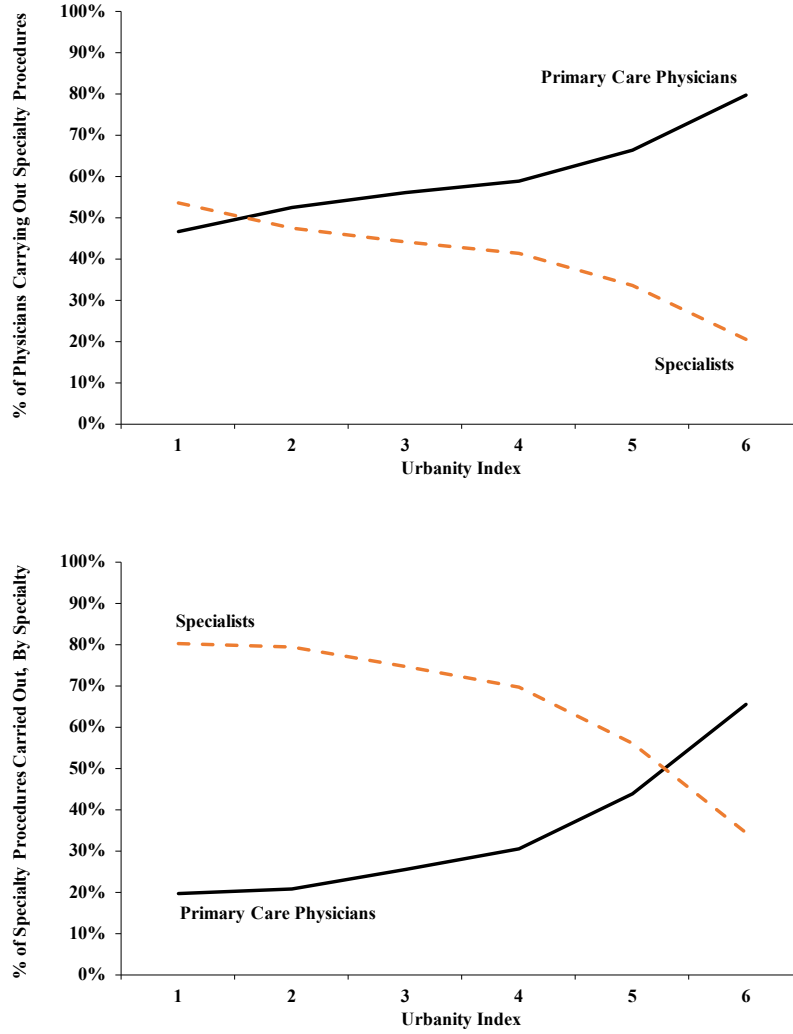 % of Physicians Carrying Out Specialty Procedures
100%
90%
80%
70%
60%
50%
40%
30%
20%
10%
0%
Primary Care Physicians
Specialists
1 2 3 4 5 6
Urbanity Index
% of Specialty Procedures Carried Out, By Specialty
100%
90%
80%
70%
60%
50%
40%
30%
20%
10%
0%
Specialists
Primary Care Physicians
1 2 3 4 5 6
Urbanity Index